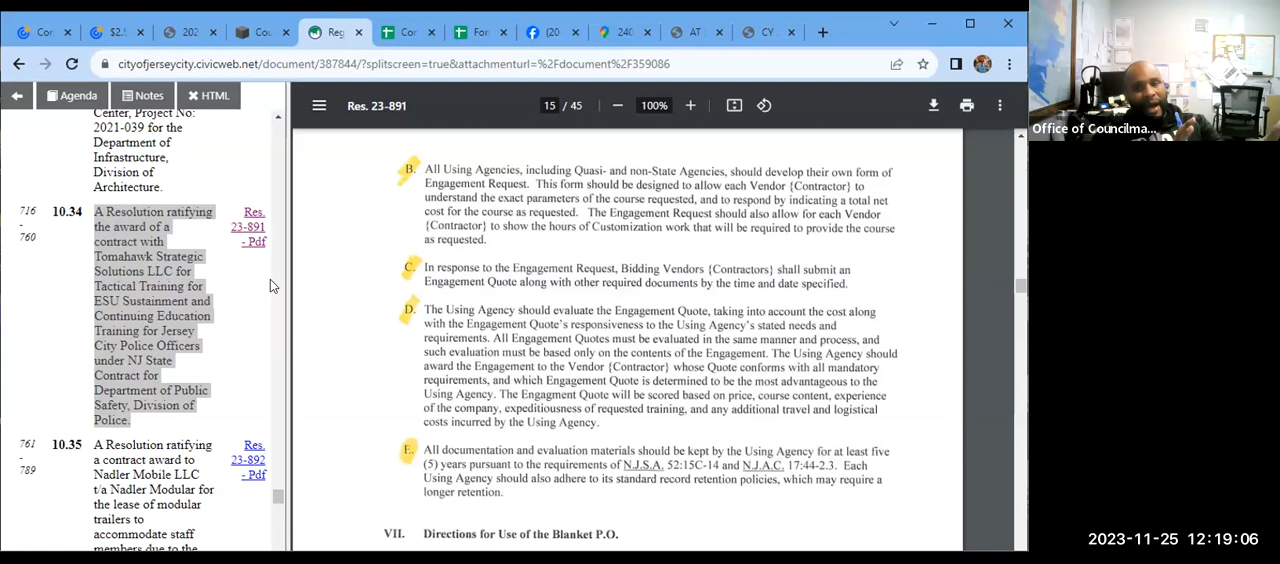 Cor
$2.!
202
Cou
Reg
Cor
For
(20
240
AT
CY
cityofjerseycity.civicweb.net/document/387844/?splitscreen=true&attachmenturl=%2Fdocument%2F359086
Agenda
Notes
HTML
Res. 23-891
15 / 45
100%
Office of Councilma...
Center, Project No:
2021-039 for the
Department of
Infrastructure,
Division of
Architecture.
716
-
760
10.34
A Resolution ratifying
the award of a
contract with
Tomahawk Strategic
Solutions LLC for
Tactical Training for
ESU Sustainment and
Continuing Education
Training for Jersey
City Police Officers
under NJ State
Contract for
Department of Public
Safety, Division of
Police.
Res.
23-891
- Pdf
761
-
789
10.35
A Resolution ratifying
a contract award to
Nadler Mobile LLC
t/a Nadler Modular for
the lease of modular
trailers to
accommodate staff
members due to the
Res.
23-892
- Pdf
B. All Using Agencies, including Quasi- and non-State Agencies, should develop their own form of
Engagement Request. This form should be designed to allow each Vendor {Contractor} to
understand the exact parameters of the course requested, and to respond by indicating a total net
cost for the course as requested. The Engagement Request should also allow for each Vendor
{Contractor} to show the hours of Customization work that will be required to provide the course
as requested.
C. In response to the Engagement Request, Bidding Vendors {Contractors} shall submit an
Engagement Quote along with other required documents by the time and date specified.
D. The Using Agency should evaluate the Engagement Quote, taking into account the cost along
with the Engagement Quote's responsiveness to the Using Agency's stated needs and
requirements. All Engagement Quotes must be evaluated in the same manner and process, and
such evaluation must be based only on the contents of the Engagement. The Using Agency should
award the Engagement to the Vendor {Contractor} whose Quote conforms with all mandatory
requirements, and which Engagement Quote is determined to be the most advantageous to the
Using Agency. The Engagment Quote will be scored based on price, course content, experience
of the company, expeditiousness of requested training, and any additional travel and logistical
costs incurred by the Using Agency.
E. All documentation and evaluation materials should be kept by the Using Agency for at least five
(5) years pursuant to the requirements of N.J.S.A. 52:15C-14 and N.J.A.C. 17:44-2.3. Each
Using Agency should also adhere to its standard record retention policies, which may require a
longer retention.
VII. Directions for Use of the Blanket P.O.
2023-11-25 12:19:06